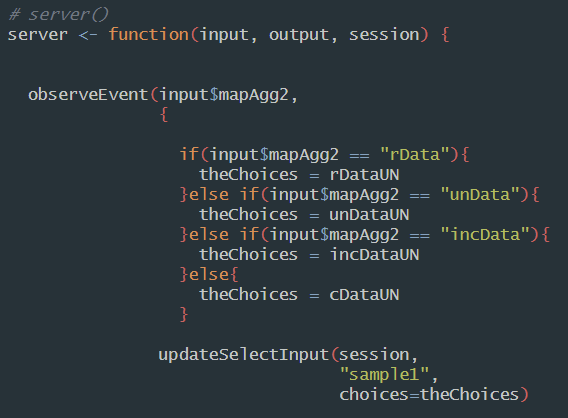 # server()
server <- function(input, output, session) {
observeEvent(input$mapAgg2,
{
if(input$mapAgg2 == "rData"){
theChoices = rDataUN
}else if(input$mapAgg2 == "unData"){
theChoices = unDataUN
}else if(input$mapAgg2 == "incData"){
theChoices = incDataUN
}else{
theChoices = cDataUN
}
updateSelectInput(session,
"sample1",
choices=theChoices)